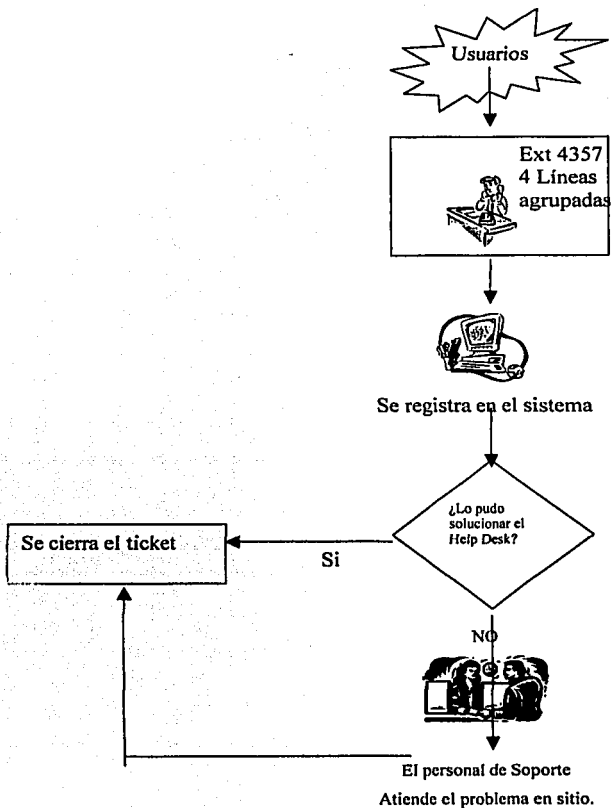 Usuarios
Ext 4357
4 Líneas
agrupadas
Se registra en el sistema
¿Lo pudo
solucionar el
Help Desk?
Se cierra el ticket
Si
NO
El personal de Soporte
Atiende el problema en sitio.